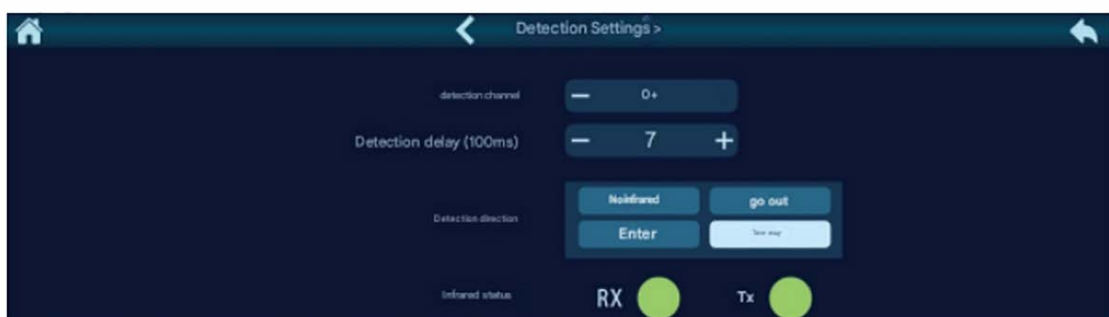 Detection Settings >
detection channel
− 0+
Detection delay (100ms)
− 7 +
Noinfrared
go out
Detection direction
Enter
Infrared status
RX
Tx